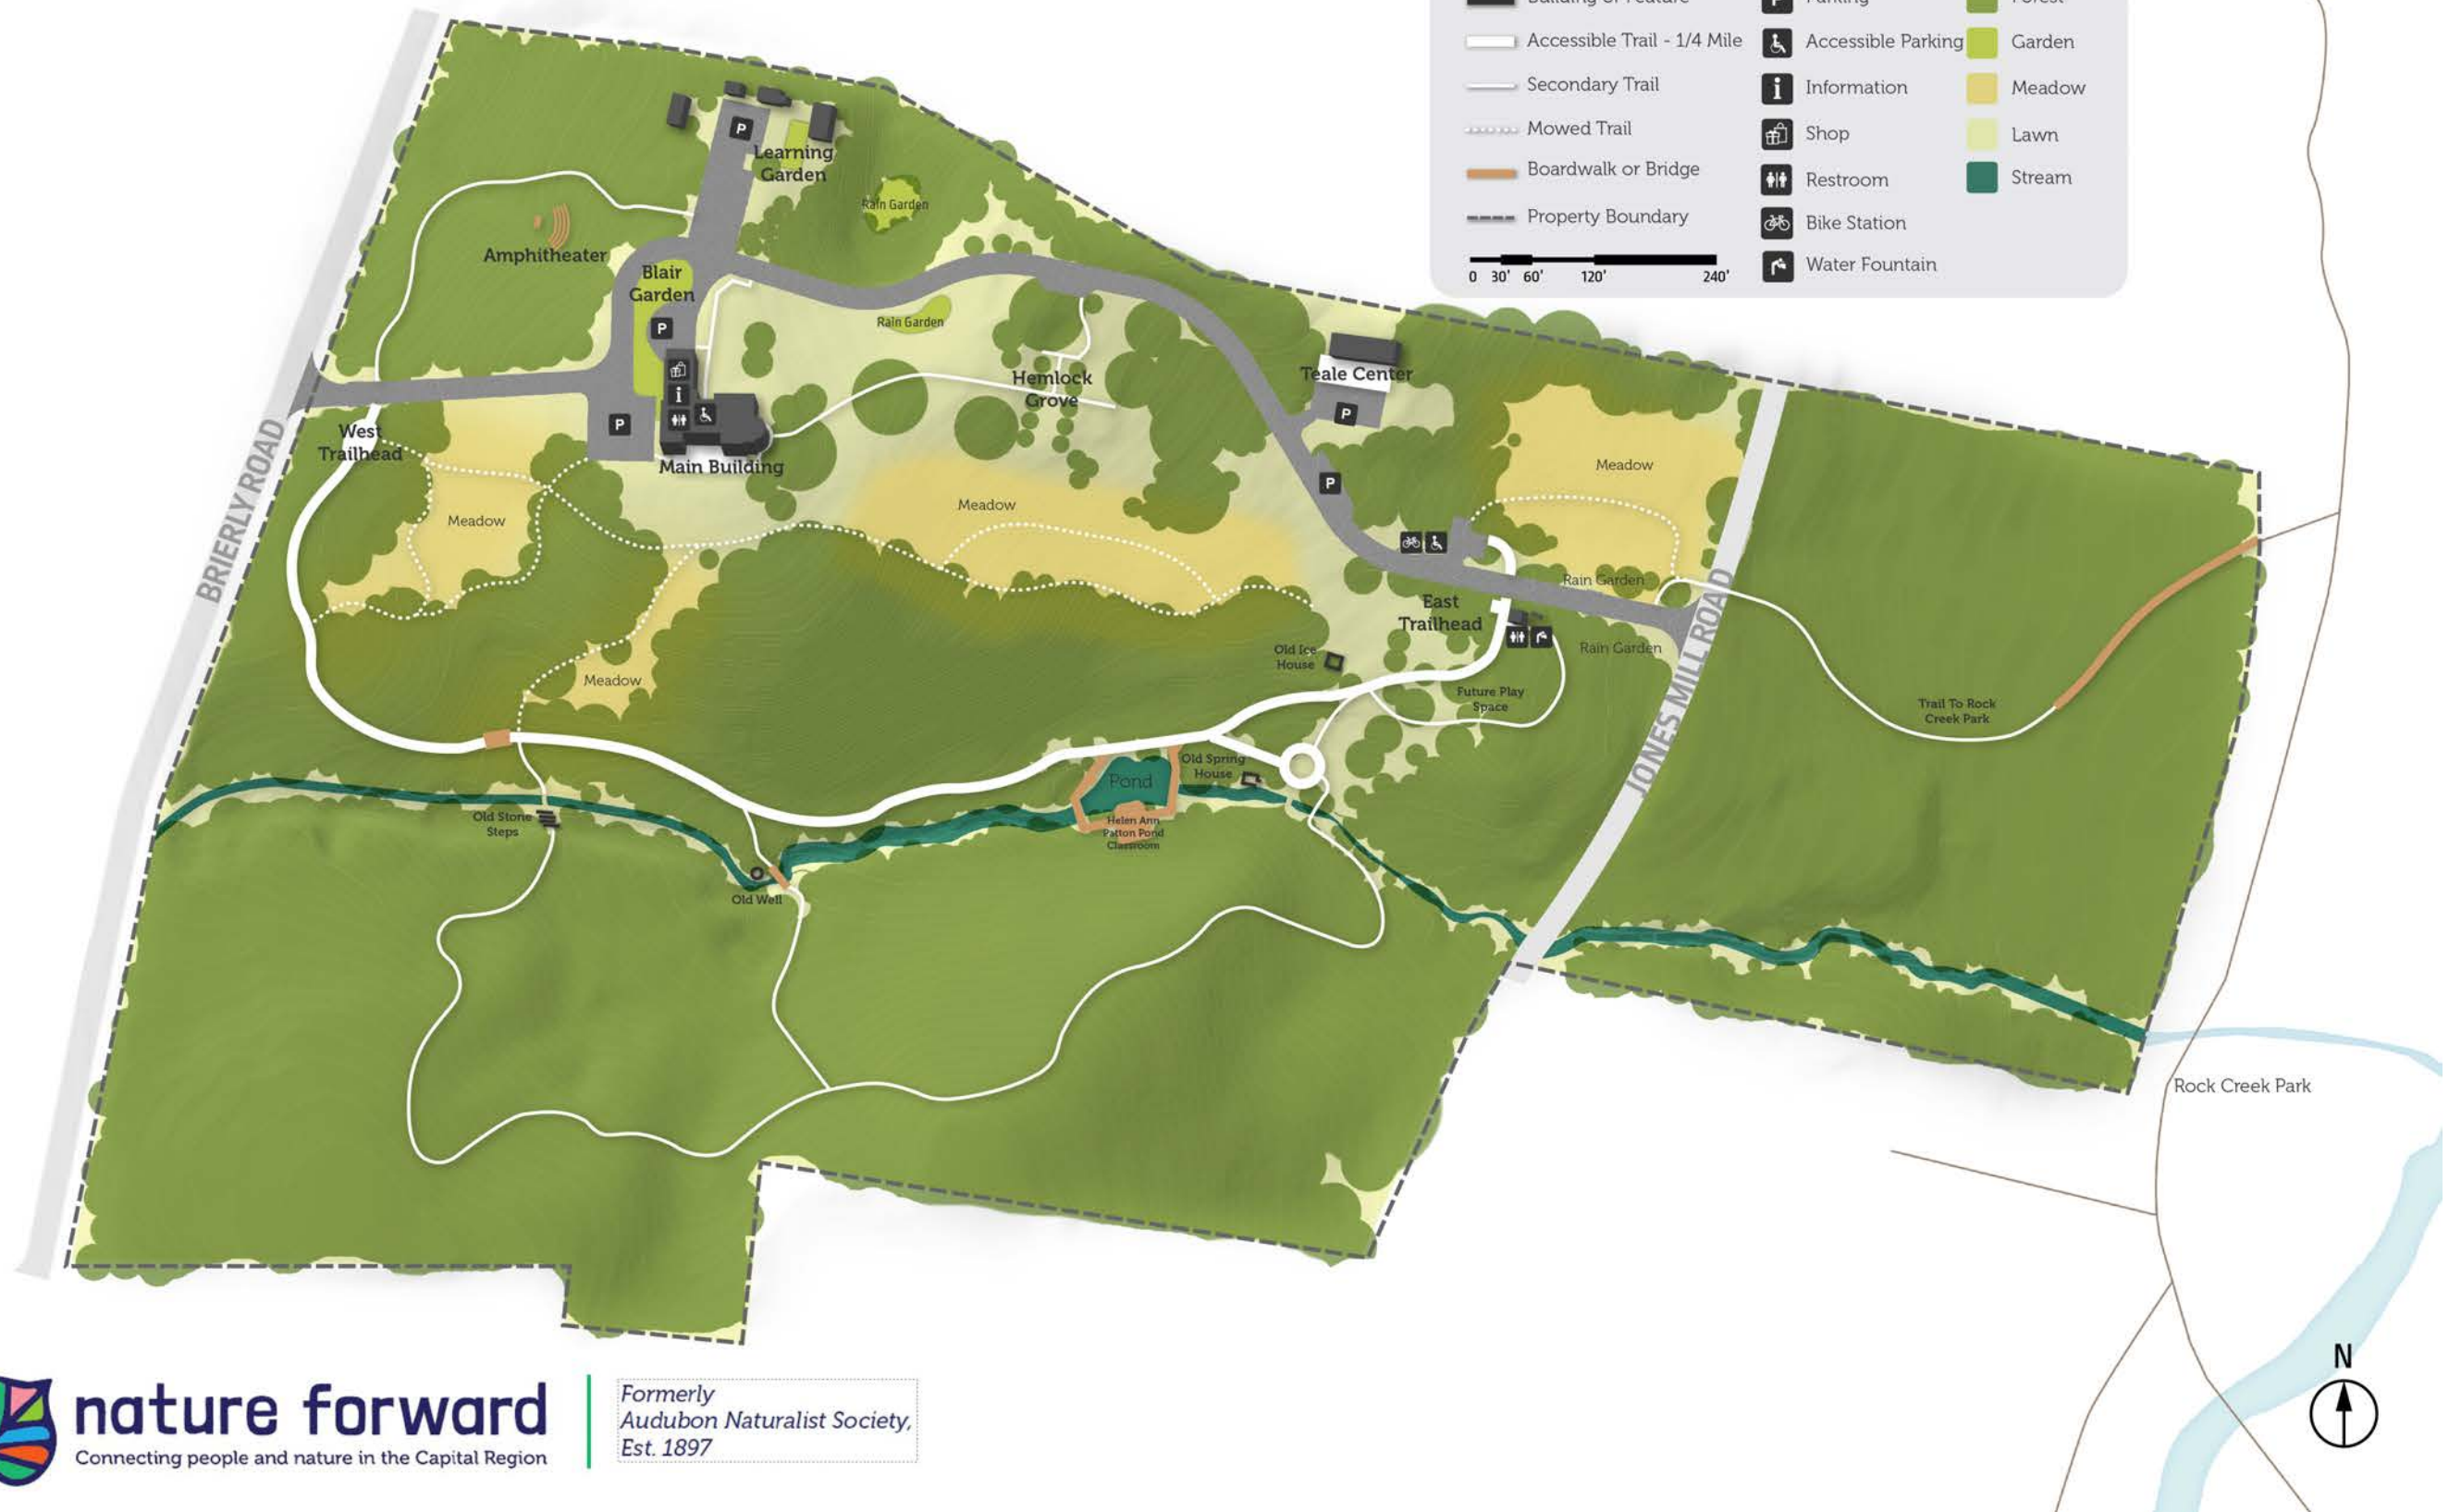 Building or Feature
Accessible Trail - 1/4 Mile
Secondary Trail
Mowed Trail
Boardwalk or Bridge
Property Boundary
0 30' 60' 120' 240'
P
Parking
Accessible Parking
i
Information
Shop
Restroom
Bike Station
Water Fountain
Forest
Garden
Meadow
Lawn
Stream
P
Learning
Garden
Rain Garden
Amphitheater
Blair
Garden
P
Rain Garden
Hemlock
Grove
Teale Center
P
i
P
Main Building
West
Trailhead
BRIERLY ROAD
Meadow
Meadow
P
Meadow
Rain Garden
East
Trailhead
Rain Garden
JONES MILL ROAD
Old Ice
House
Meadow
Future Play
Space
Trail To Rock
Creek Park
Pond
Old Spring
House
Helen Ann
Patton Pond
Classroom
Old Stone
Steps
Old Well
Rock Creek Park
N
nature forward
Connecting people and nature in the Capital Region
Formerly
Audubon Naturalist Society,
Est. 1897